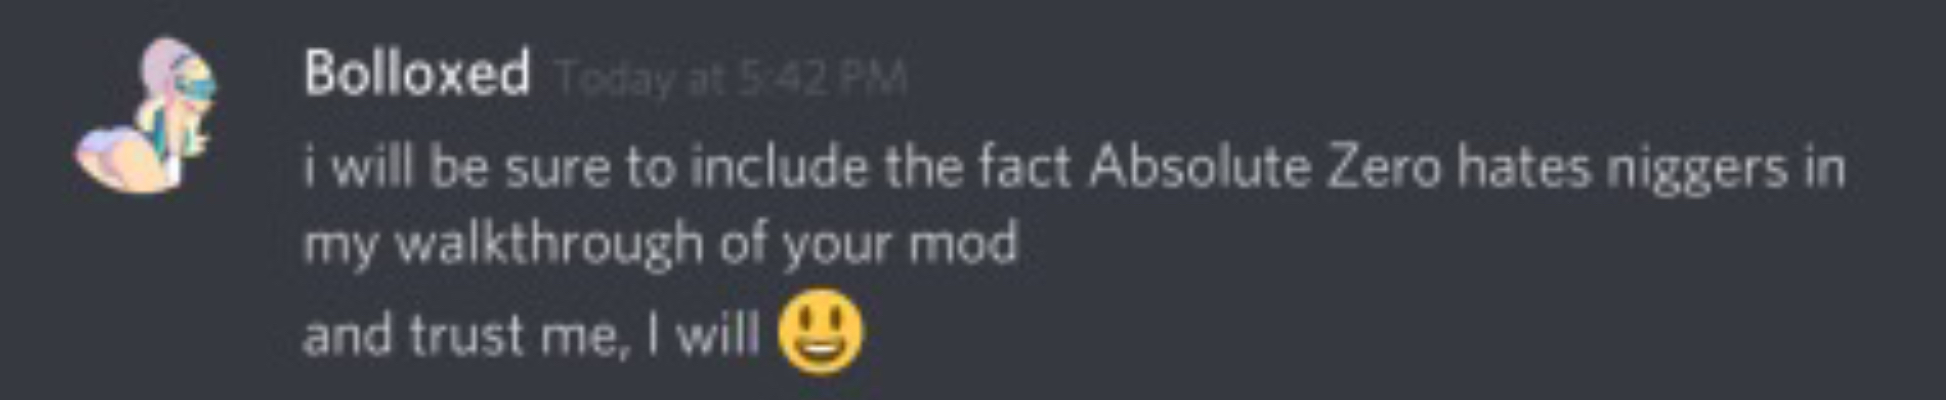 Bolloxed Today at 5:42 PM
i will be sure to include the fact Absolute Zero hates niggers in
my walkthrough of your mod
and trust me, I will 😃